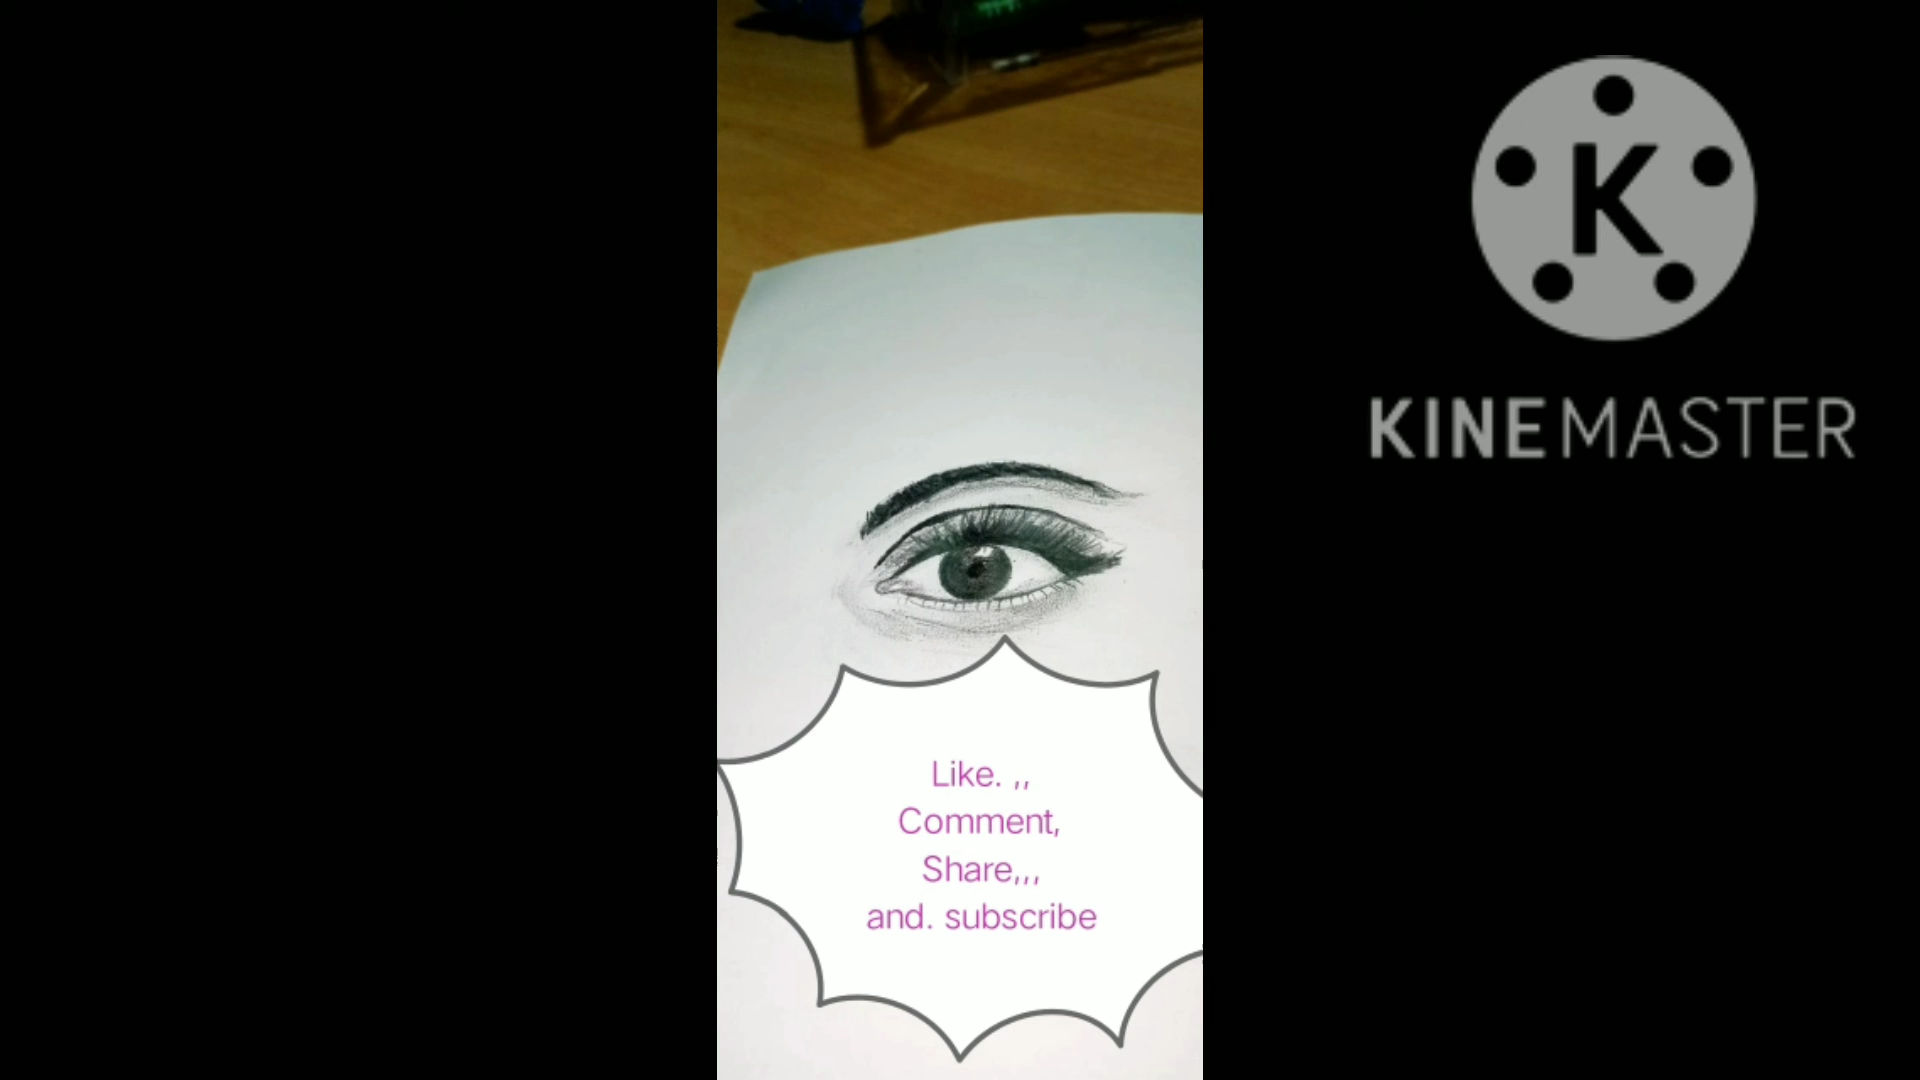 K
KINEMASTER
Like. ,,
Comment,
Share,,,
and. subscribe